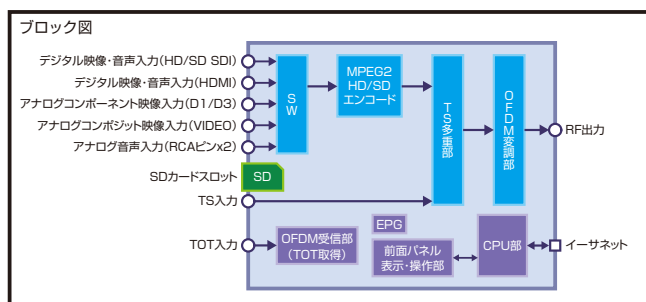 ブロック図
デジタル映像・音声入力(HD/SD SDI)
デジタル映像・音声入力(HDMI)
アナログコンポーネント映像入力(D1/D3)
アナログコンポジット映像入力(VIDEO)
アナログ音声入力(RCAピンx2)
SDカードスロット
TS入力
TOT入力
SW
MPEG2
HD/SD
エンコード
TS多重部
OFDM変調部
RF出力
SD
OFDM受信部
(TOT取得)
EPG
前面パネル
表示・操作部
CPU部
イーサネット